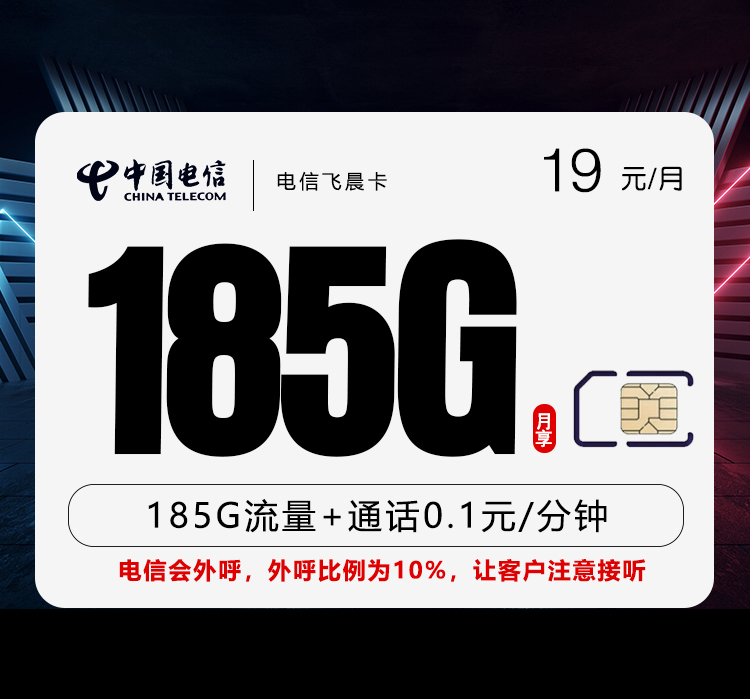 中国电信
CHINA TELECOM
电信飞晨卡
19 元/月
185G
月享
185G流量+通话0.1元/分钟
电信会外呼，外呼比例为10%，让客户注意接听